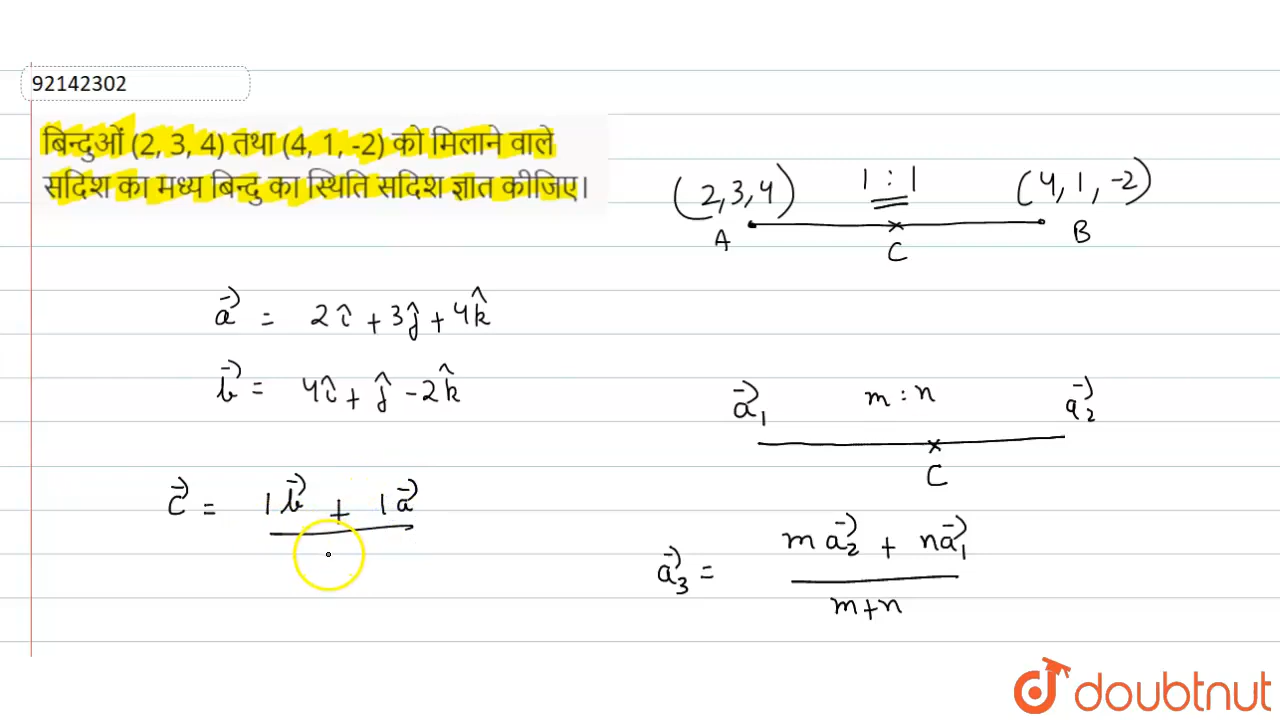 92142302
बिन्दुओं (2, 3, 4) तथा (4, 1, -2) को मिलाने वाले
सदिश का मध्य बिन्दु का स्थिति सदिश ज्ञात कीजिए।
(2,3,4) 1 : 1 (4,1,-2)
A C B
a⃗ = 2î + 3ĵ + 4k̂
b⃗ = 4î + ĵ - 2k̂
a⃗₁ m : n a⃗₂
C
c⃗ = 1b⃗ + 1a⃗
a⃗₃ = ma⃗₂ + na⃗₁
m+n
doubtnut